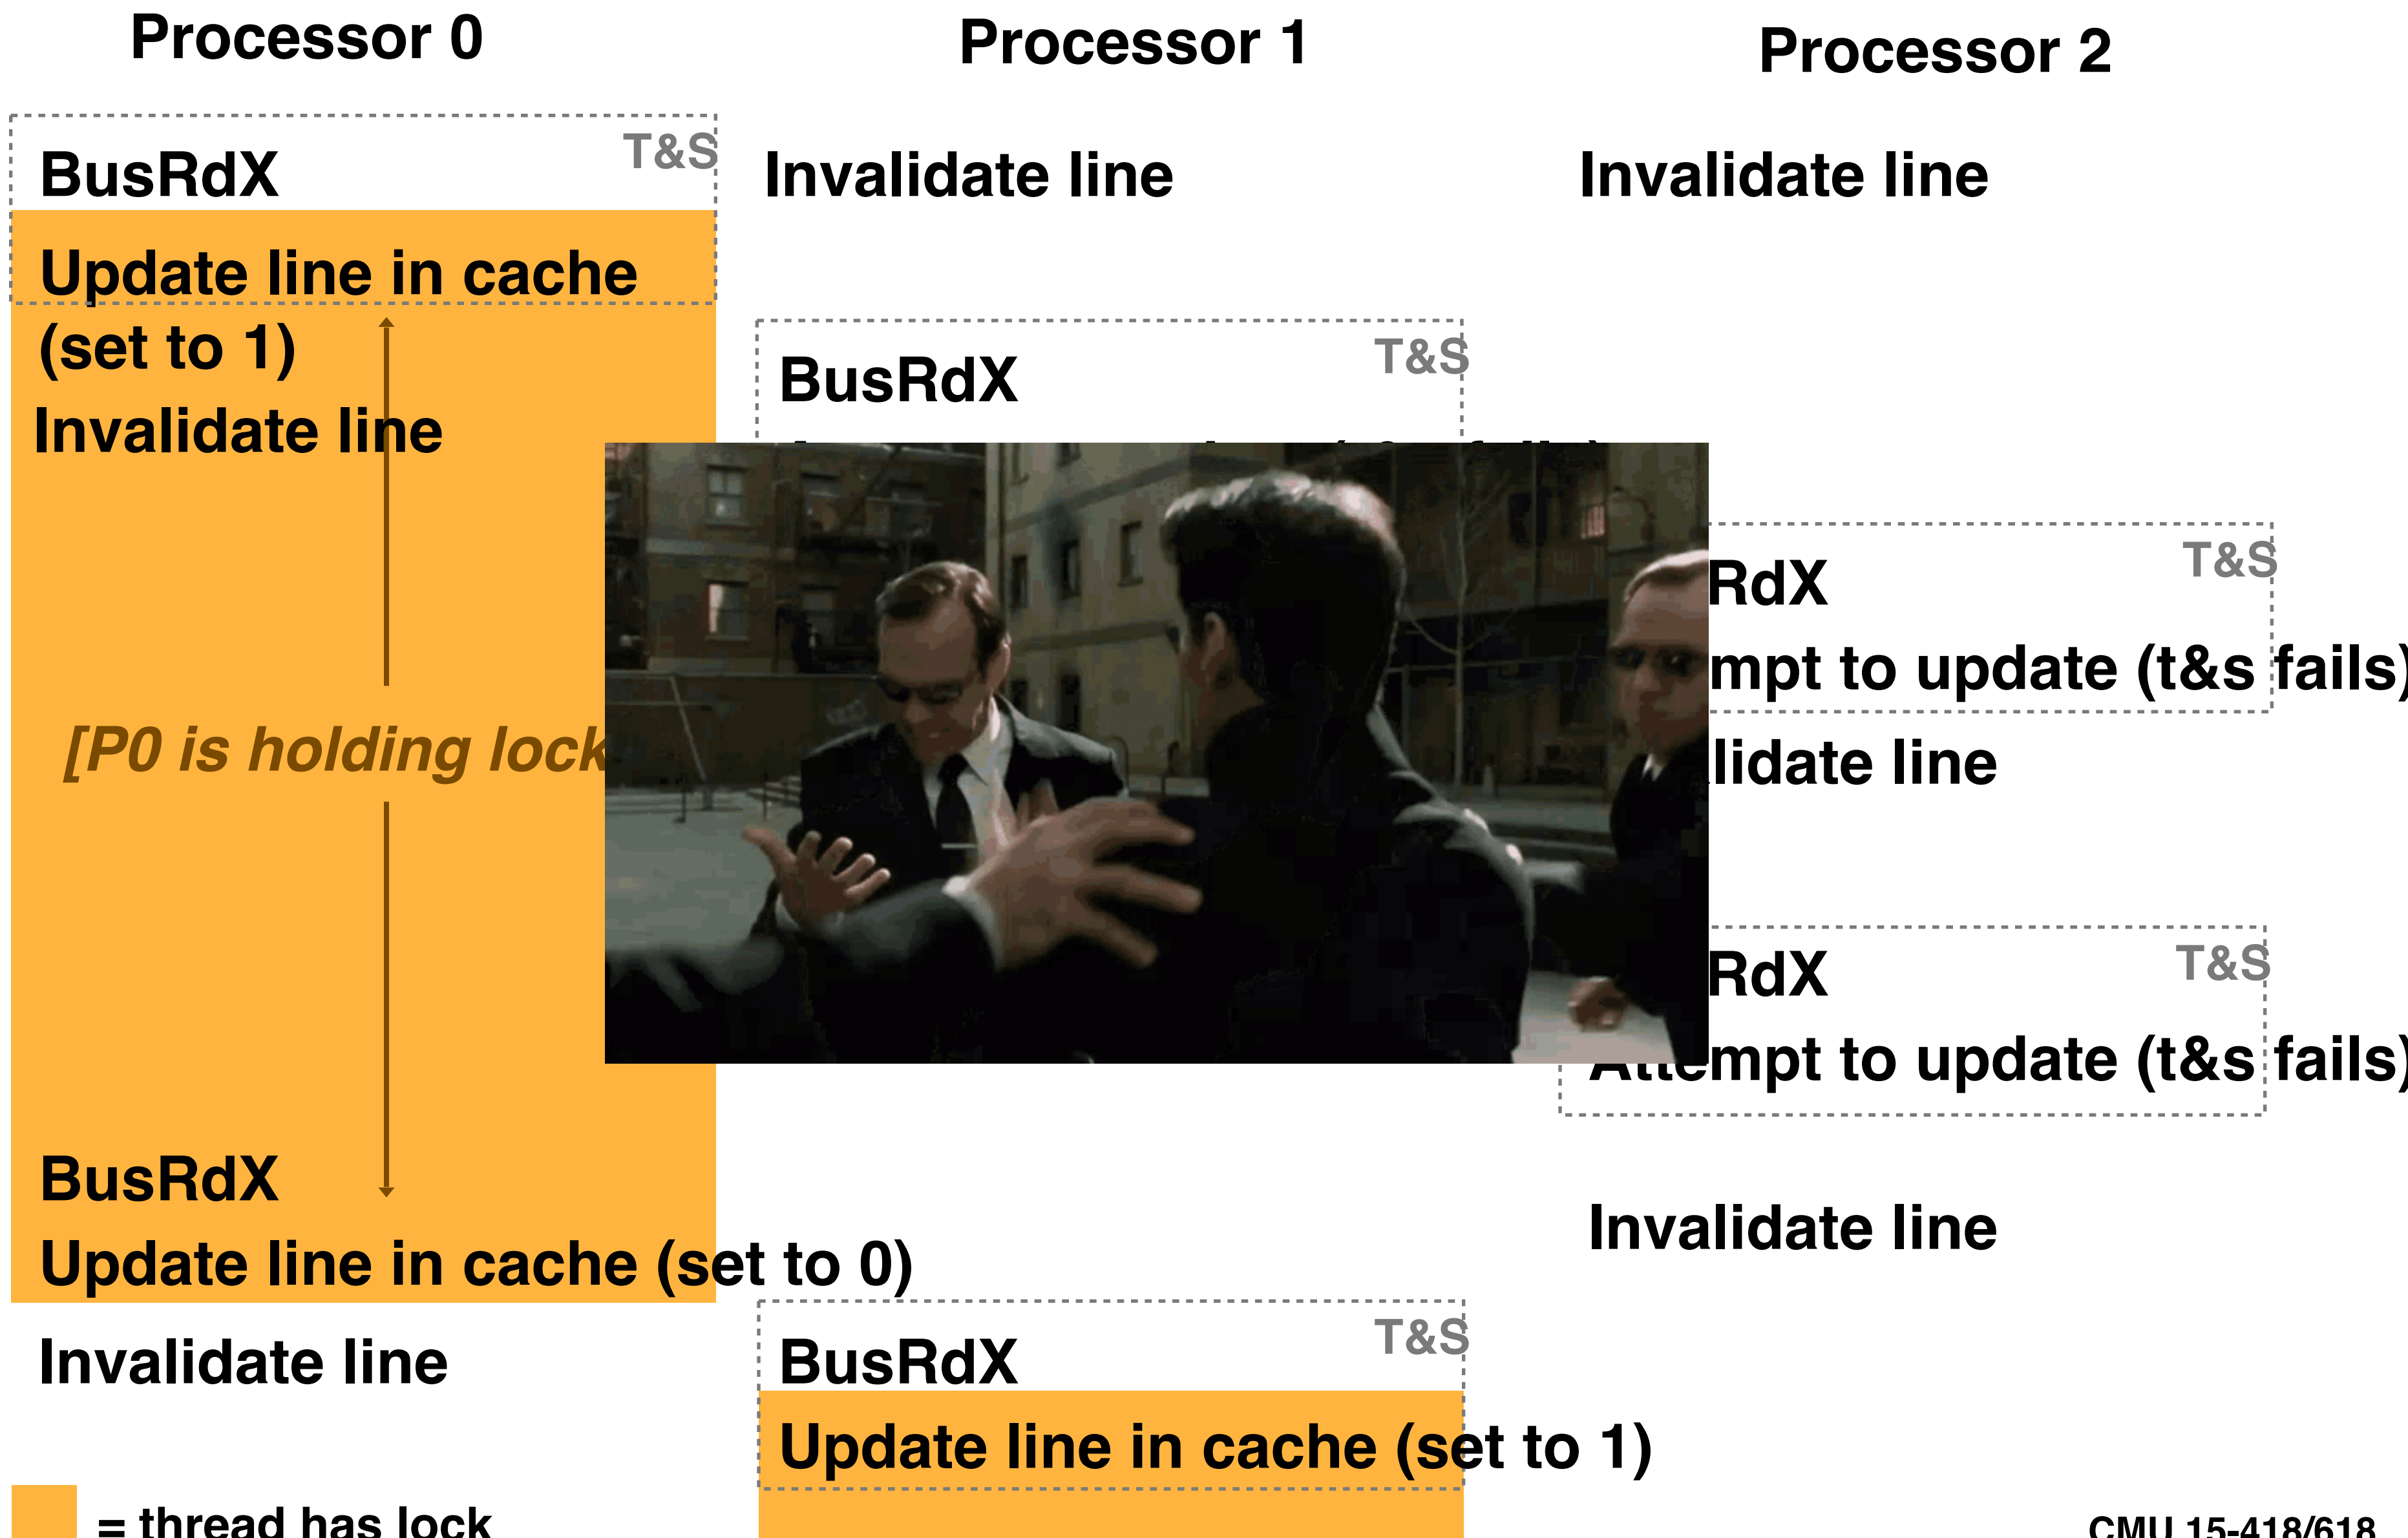 Processor 0
Processor 1
Processor 2
T&S
BusRdX
Invalidate line
Invalidate line
Update line in cache
(set to 1)
T&S
BusRdX
Invalidate line
T&S
RdX
mpt to update (t&s fails)
lidate line
[P0 is holding lock
T&S
RdX
Attempt to update (t&s fails)
BusRdX
Invalidate line
Update line in cache (set to 0)
T&S
Invalidate line
BusRdX
Update line in cache (set to 1)
= thread has lock
CMU 15-418/618